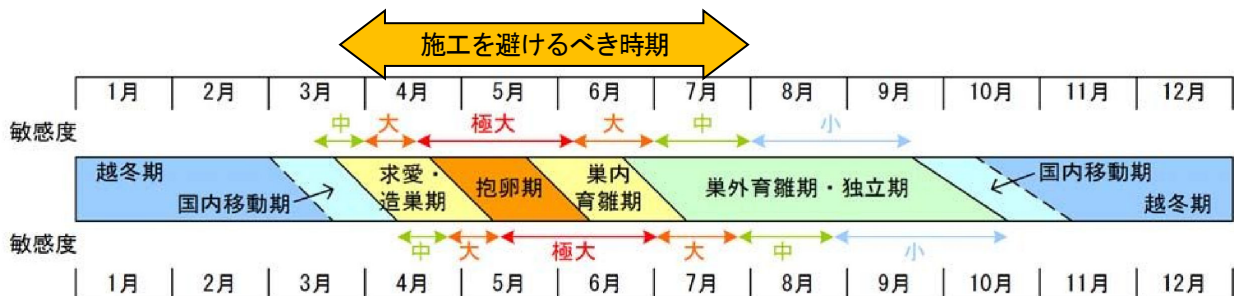 施工を避けるべき時期
1月 2月 3月 4月 5月 6月 7月 8月 9月 10月 11月 12月
敏感度 中 大 極大 大 中 小
越冬期 国内移動期 求愛・ 造巣期 抱卵期 巣内 育雛期 巣外育雛期・独立期 国内移動期 越冬期
敏感度 中 大 極大 大 中 小
1月 2月 3月 4月 5月 6月 7月 8月 9月 10月 11月 12月